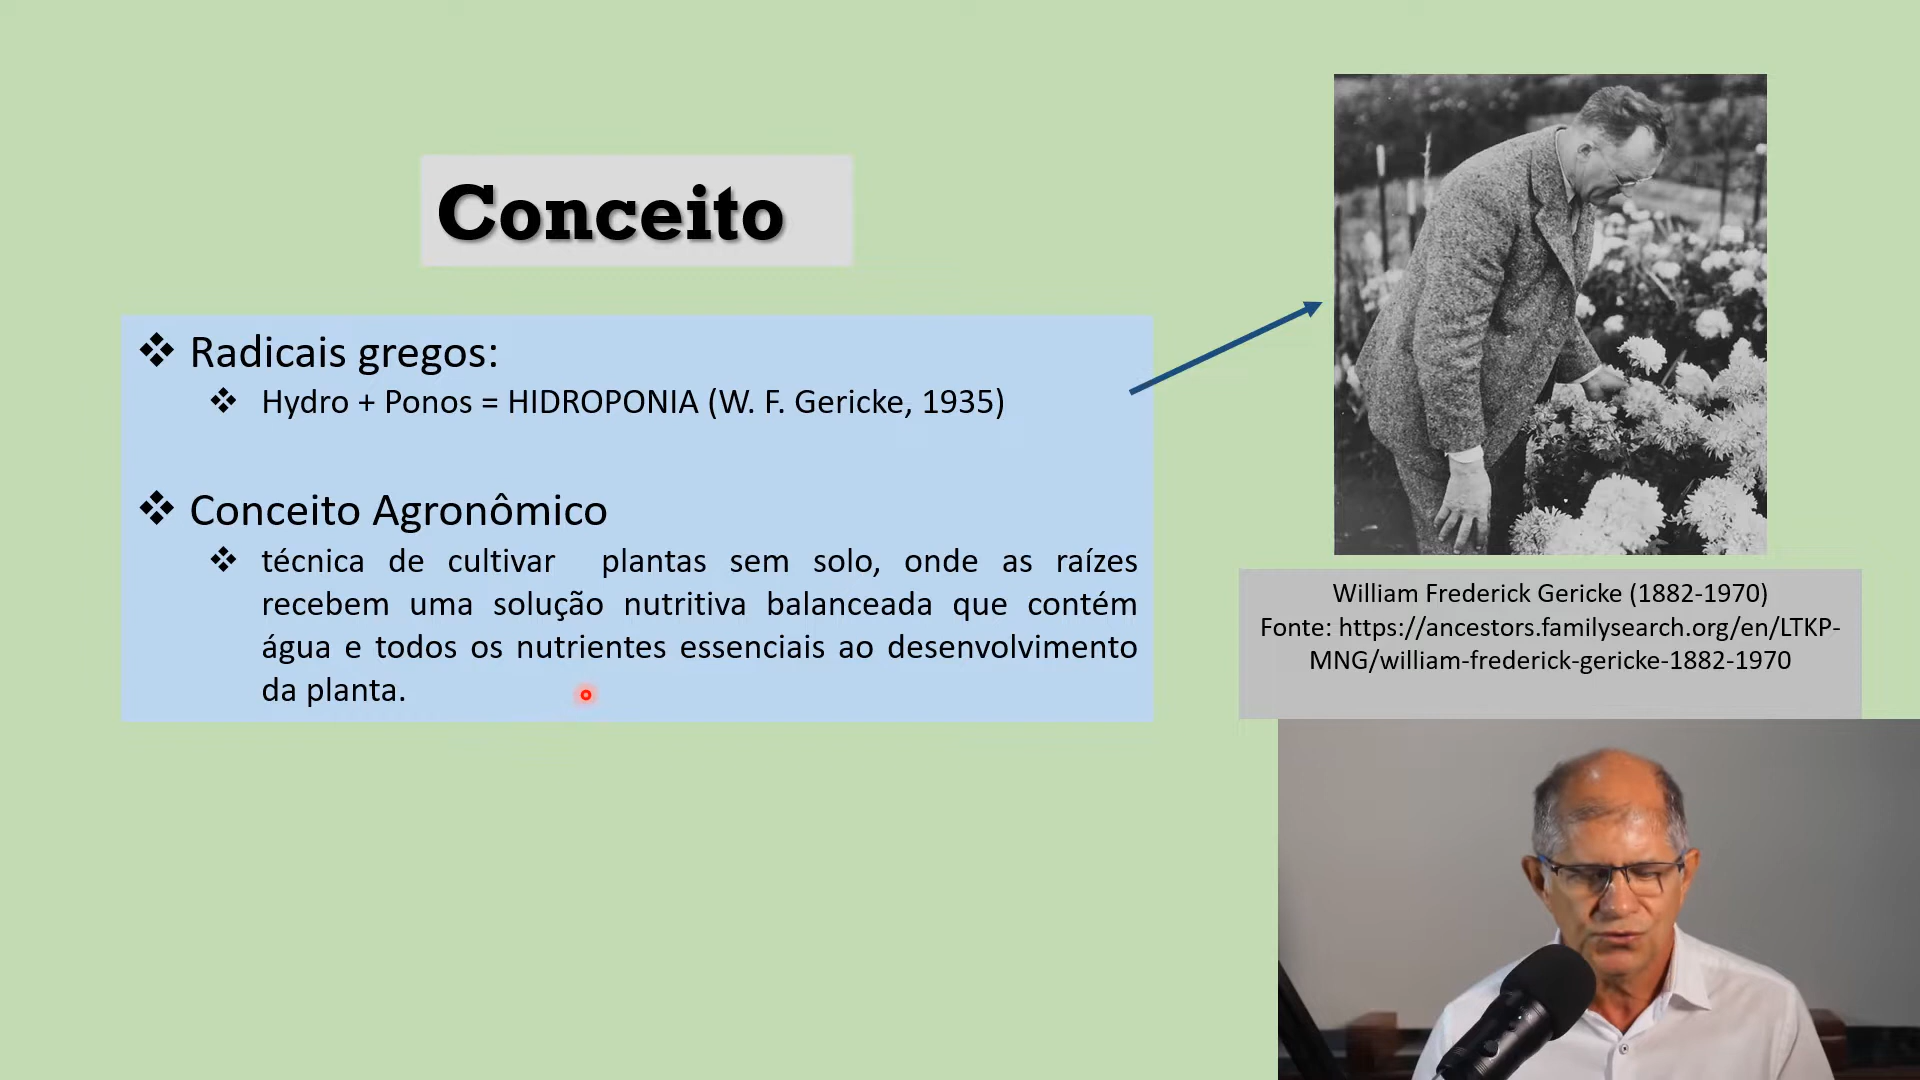 Conceito
Radicais gregos:
Hydro + Ponos = HIDROPONIA (W. F. Gericke, 1935)
Conceito Agronômico
técnica de cultivar plantas sem solo, onde as raízes
recebem uma solução nutritiva balanceada que contém
água e todos os nutrientes essenciais ao desenvolvimento
da planta.
William Frederick Gericke (1882-1970)
Fonte: https://ancestors.familysearch.org/en/LTKP-
MNG/william-frederick-gericke-1882-1970